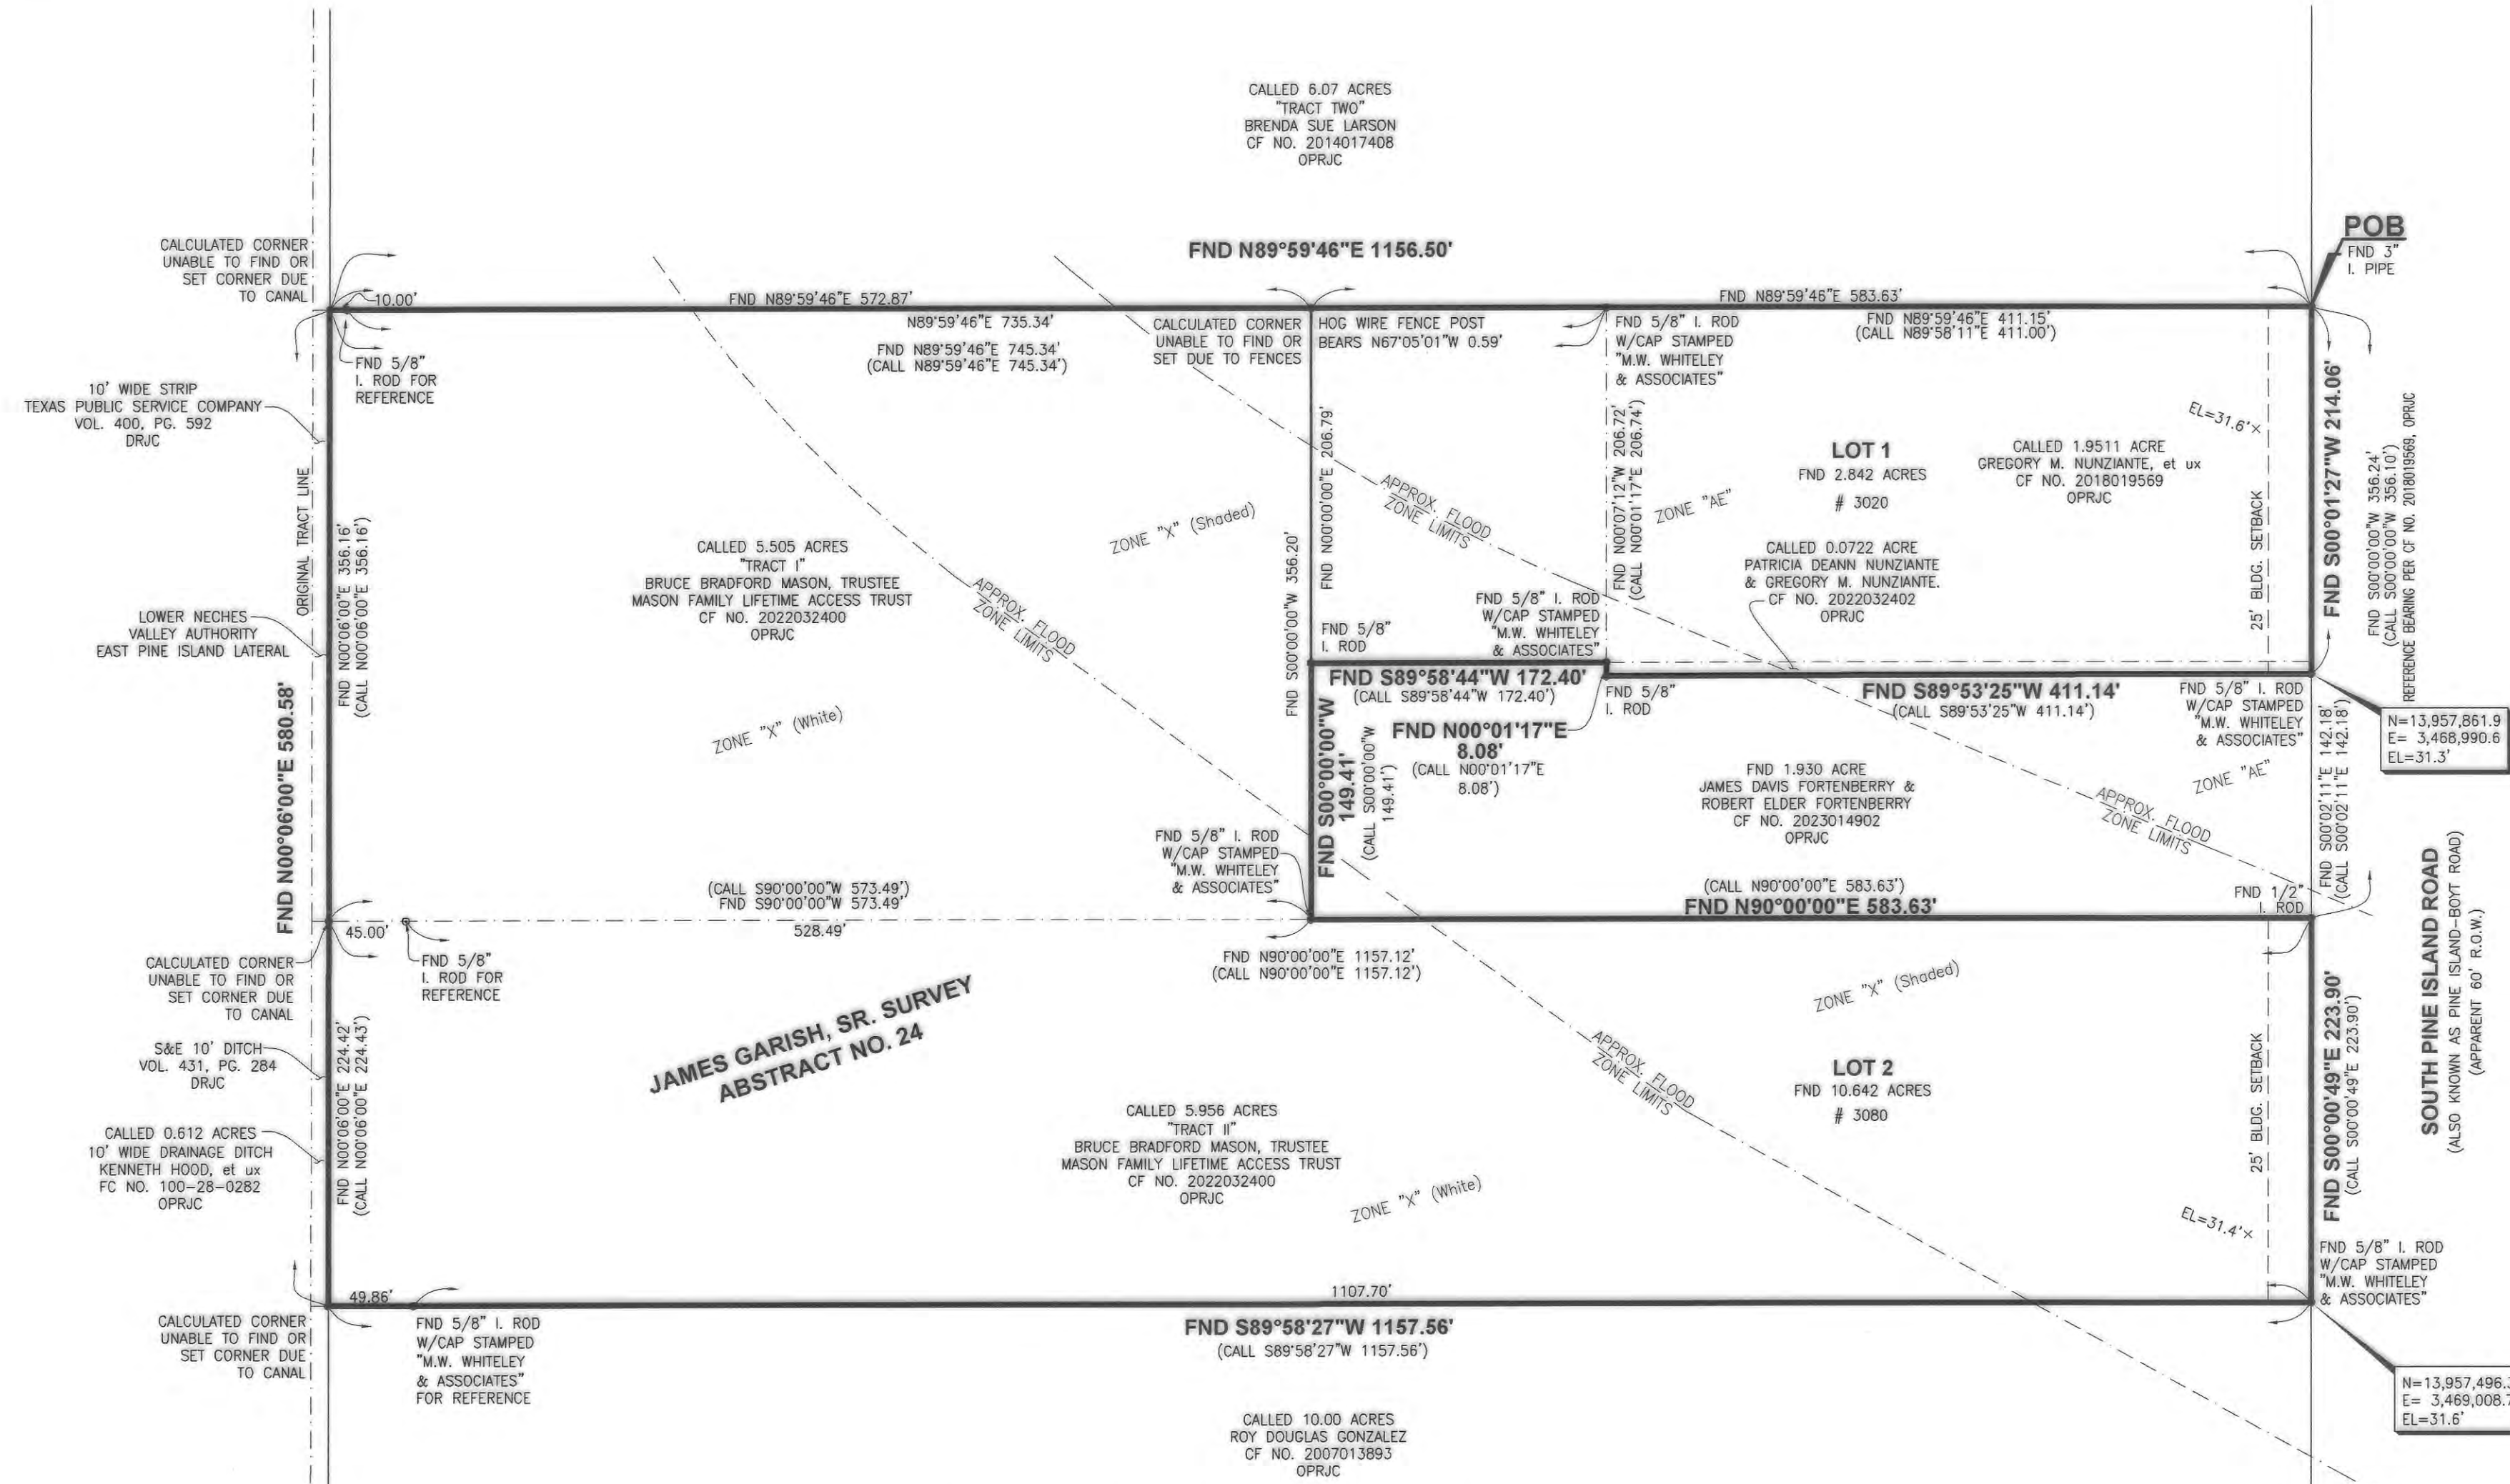 CALLED 6.07 ACRES
"TRACT TWO"
BRENDA SUE LARSON
CF NO. 2014017408
OPRJC
POB
FND 3"
I. PIPE
CALCULATED CORNER
UNABLE TO FIND OR
SET CORNER DUE
TO CANAL
FND N89°59'46"E 1156.50'
10.00'
FND N89°59'46"E 572.87'
FND N89°59'46"E 583.63'
N89°59'46"E 735.34'
FND N89°59'46"E 745.34'
(CALL N89°59'46"E 745.34')
CALCULATED CORNER
UNABLE TO FIND OR
SET DUE TO FENCES
HOG WIRE FENCE POST
BEARS N67°05'01"W 0.59'
FND 5/8" I. ROD
W/CAP STAMPED
"M.W. WHITELEY
& ASSOCIATES"
FND N89°59'46"E 411.15'
(CALL N89°58'11"E 411.00')
FND 5/8"
I. ROD FOR
REFERENCE
10' WIDE STRIP
TEXAS PUBLIC SERVICE COMPANY
VOL. 400, PG. 592
DRJC
ORIGINAL TRACT LINE
FND N00°06'00"E 356.16'
(CALL N00°06'00"E 356.16')
LOWER NECHES
VALLEY AUTHORITY
EAST PINE ISLAND LATERAL
FND N00°06'00"E 580.58'
CALLED 5.505 ACRES
"TRACT I"
BRUCE BRADFORD MASON, TRUSTEE
MASON FAMILY LIFETIME ACCESS TRUST
CF NO. 2022032400
OPRJC
APPROX. FLOOD
ZONE LIMITS
ZONE "X" (Shaded)
ZONE "X" (White)
FND S00°00'00"W 356.20'
FND N00°00'00"E 206.79'
APPROX. FLOOD
ZONE LIMITS
FND N00°07'12"W 206.72'
(CALL N00°01'17"E 206.74')
ZONE "AE"
LOT 1
FND 2.842 ACRES
# 3020
CALLED 1.9511 ACRE
GREGORY M. NUNZIANTE, et ux
CF NO. 2018019569
OPRJC
EL=31.6'×
25' BLDG. SETBACK
CALLED 0.0722 ACRE
PATRICIA DEANN NUNZIANTE
& GREGORY M. NUNZIANTE.
CF NO. 2022032402
OPRJC
FND S00°01'27"W 214.06'
FND S00°00'00"W 356.24'
(CALL S00°00'00"W 356.10')
REFERENCE BEARING PER CF NO. 2018019569, OPRJC
FND 5/8"
I. ROD
FND 5/8" I. ROD
W/CAP STAMPED
"M.W. WHITELEY
& ASSOCIATES"
FND S89°58'44"W 172.40'
(CALL S89°58'44"W 172.40')
FND 5/8"
I. ROD
FND S89°53'25"W 411.14'
(CALL S89°53'25"W 411.14')
FND 5/8" I. ROD
W/CAP STAMPED
"M.W. WHITELEY
& ASSOCIATES"
N=13,957,861.9
E= 3,468,990.6
EL=31.3'
FND S00°00'00"W
149.41'
(CALL S00°00'00"W
149.41')
FND N00°01'17"E
8.08'
(CALL N00°01'17"E
8.08')
FND 1.930 ACRE
JAMES DAVIS FORTENBERRY &
ROBERT ELDER FORTENBERRY
CF NO. 2023014902
OPRJC
ZONE "AE"
APPROX. FLOOD
ZONE LIMITS
FND S00°02'11"E 142.18'
(CALL S00°02'11"E 142.18')
FND 5/8" I. ROD
W/CAP STAMPED
"M.W. WHITELEY
& ASSOCIATES"
(CALL S90°00'00"W 573.49')
FND S90°00'00"W 573.49'
(CALL N90°00'00"E 583.63')
FND N90°00'00"E 583.63'
FND 1/2"
I. ROD
45.00'
528.49'
FND N90°00'00"E 1157.12'
(CALL N90°00'00"E 1157.12')
CALCULATED CORNER
UNABLE TO FIND OR
SET CORNER DUE
TO CANAL
FND 5/8"
I. ROD FOR
REFERENCE
JAMES GARISH, SR. SURVEY
ABSTRACT NO. 24
ZONE "X" (Shaded)
S&E 10' DITCH
VOL. 431, PG. 284
DRJC
FND N00°06'00"E 224.42'
(CALL N00°06'00"E 224.43')
CALLED 0.612 ACRES
10' WIDE DRAINAGE DITCH
KENNETH HOOD, et ux
FC NO. 100-28-0282
OPRJC
CALLED 5.956 ACRES
"TRACT II"
BRUCE BRADFORD MASON, TRUSTEE
MASON FAMILY LIFETIME ACCESS TRUST
CF NO. 2022032400
OPRJC
ZONE "X" (White)
APPROX. FLOOD
ZONE LIMITS
LOT 2
FND 10.642 ACRES
# 3080
25' BLDG. SETBACK
EL=31.4'×
FND S00°00'49"E 223.90'
(CALL S00°00'49"E 223.90')
SOUTH PINE ISLAND ROAD
(ALSO KNOWN AS PINE ISLAND-BOYT ROAD)
(APPARENT 60' R.O.W.)
FND 5/8" I. ROD
W/CAP STAMPED
"M.W. WHITELEY
& ASSOCIATES"
49.86'
1107.70'
CALCULATED CORNER
UNABLE TO FIND OR
SET CORNER DUE
TO CANAL
FND 5/8" I. ROD
W/CAP STAMPED
"M.W. WHITELEY
& ASSOCIATES"
FOR REFERENCE
FND S89°58'27"W 1157.56'
(CALL S89°58'27"W 1157.56')
N=13,957,496.
E= 3,469,008.
EL=31.6'
CALLED 10.00 ACRES
ROY DOUGLAS GONZALEZ
CF NO. 2007013893
OPRJC